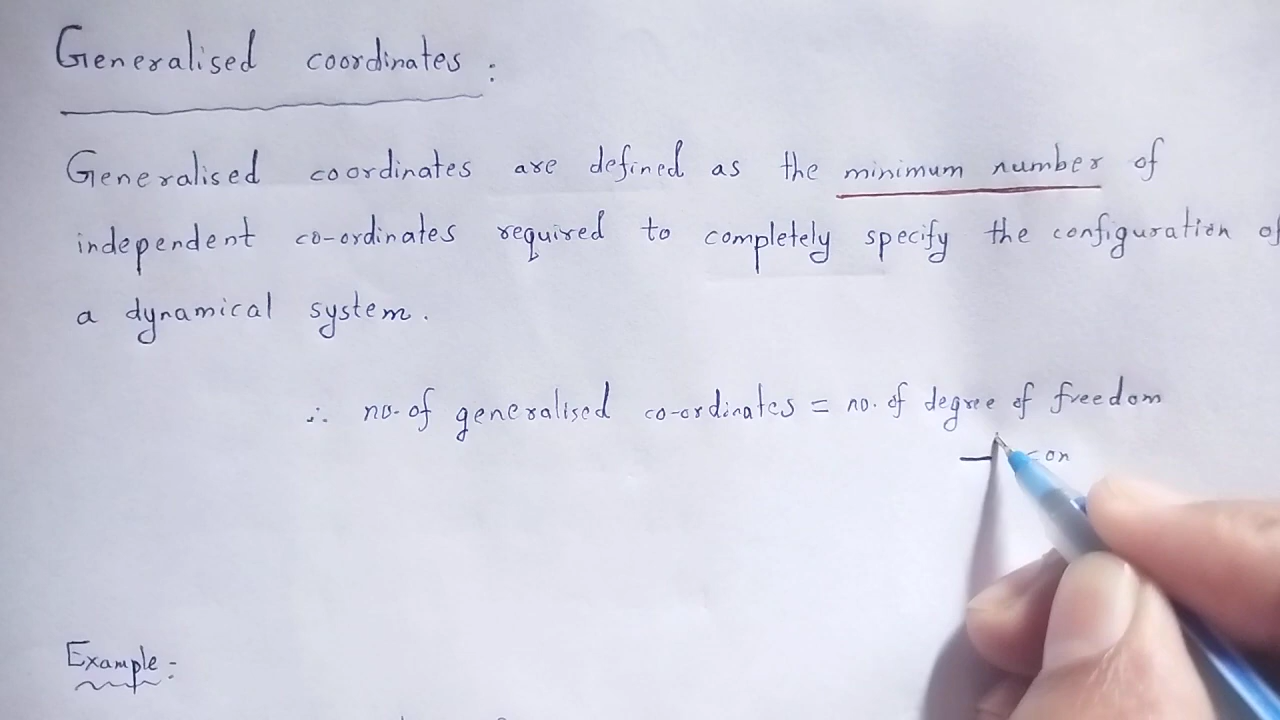 Generalised coordinates :
Generalised coordinates are defined as the minimum number of
independent co-ordinates required to completely specify the configuration of
a dynamical system.
∴ no. of generalised co-ordinates = no. of degree of freedom
= on
Example :